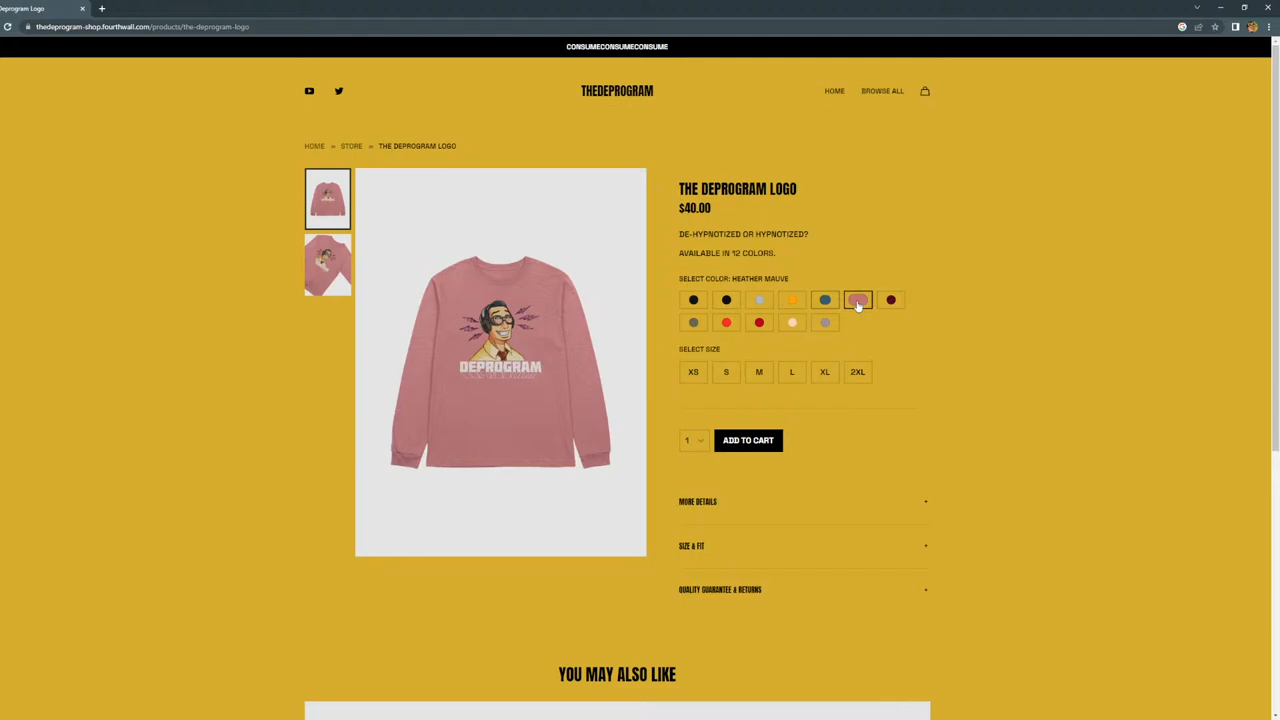 Deprogram Logo
thedeprogram-shop.fourthwall.com/products/the-deprogram-logo
CONSUMECONSUMECONSUME
THEDEPROGRAM
HOME
BROWSE ALL
HOME » STORE » THE DEPROGRAM LOGO
DEPROGRAM
THE DEPROGRAM LOGO
$40.00
DE-HYPNOTIZED OR HYPNOTIZED?
AVAILABLE IN 12 COLORS.
SELECT COLOR: HEATHER MAUVE
SELECT SIZE
XS S M L XL 2XL
1 ADD TO CART
MORE DETAILS +
SIZE & FIT +
QUALITY GUARANTEE & RETURNS +
YOU MAY ALSO LIKE